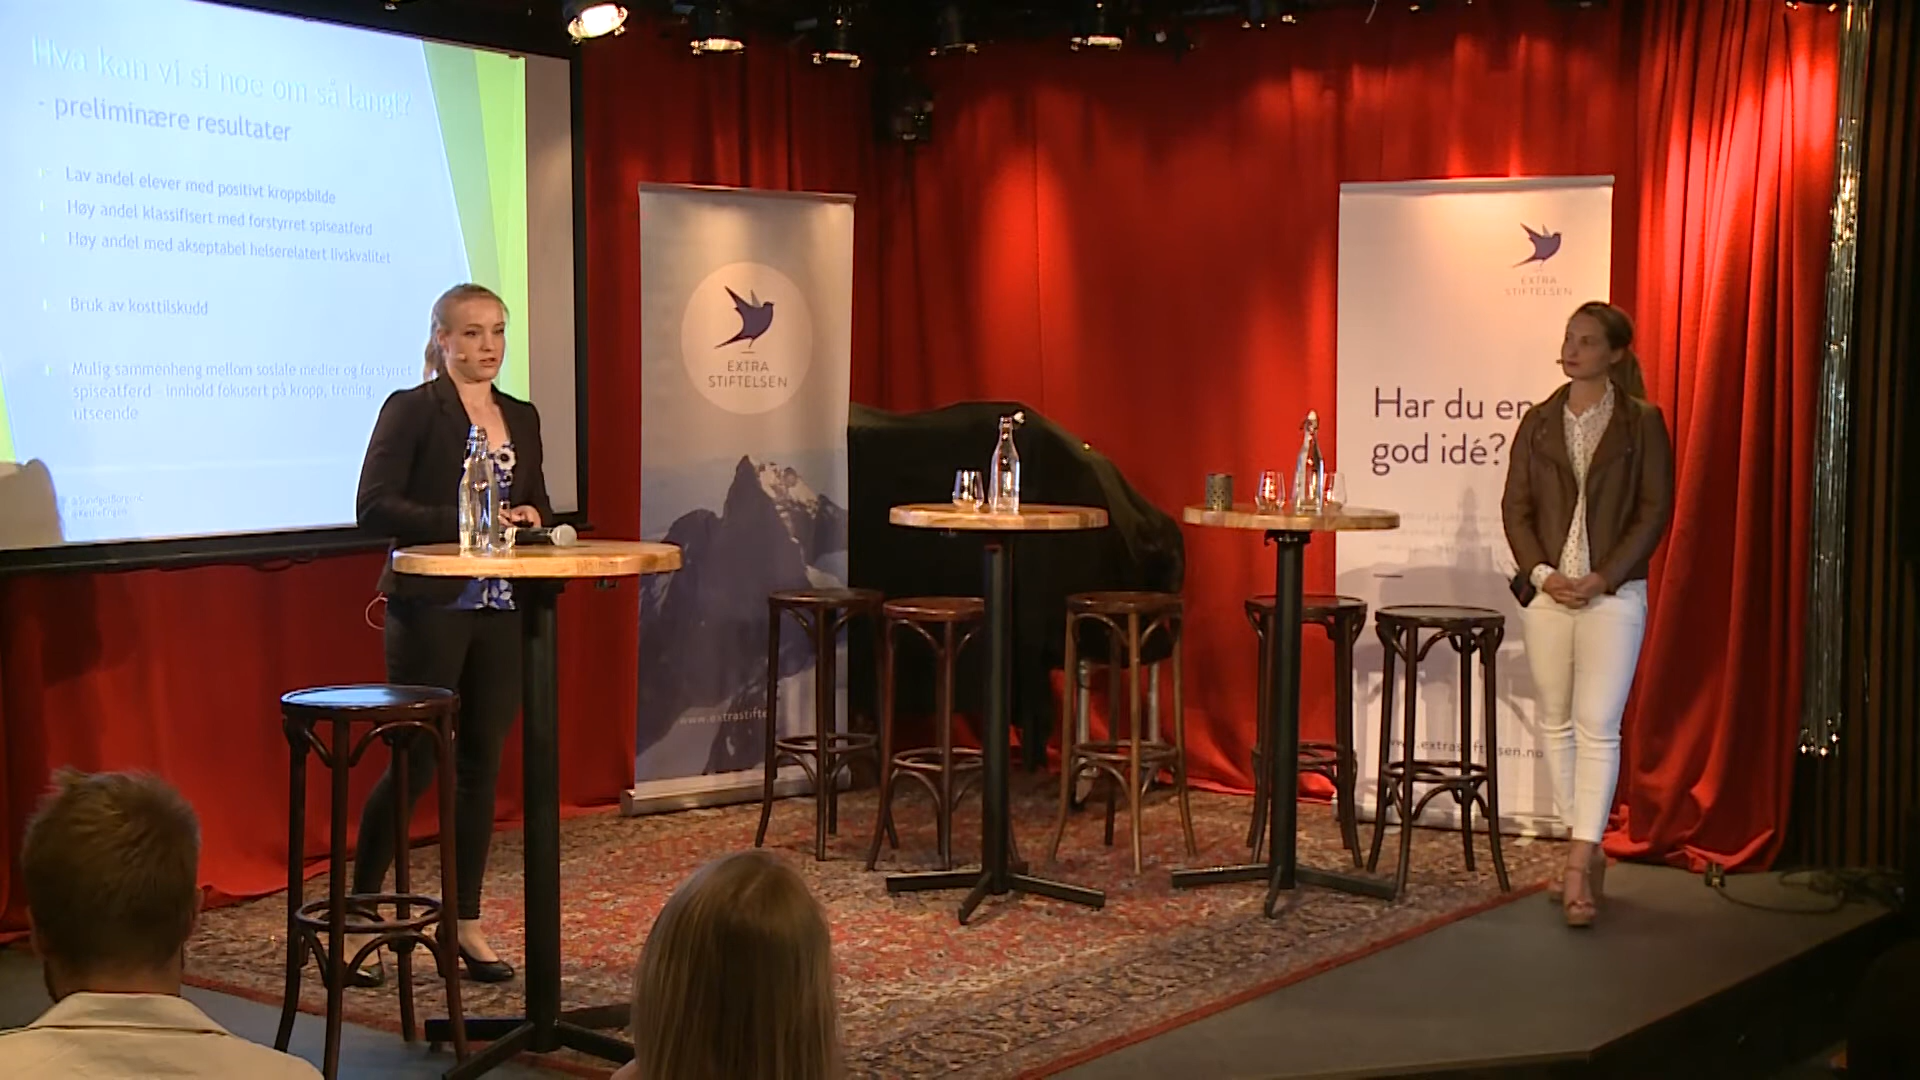 Hva kan vi si noe om så langt?
- preliminære resultater
Lav andel elever med positivt kroppsbilde
Høy andel klassifisert med forstyrret spiseatferd
Høy andel med akseptabel helserelatert livskvalitet
Bruk av kosttilskudd
Mulig sammenheng mellom sosiale medier og forstyrret
spiseatferd – innhold fokusert på kropp, trening,
utseende
EXTRA
STIFTELSEN
www.extrastifte
EXTRA
STIFTELSEN
Har du en
god idé?